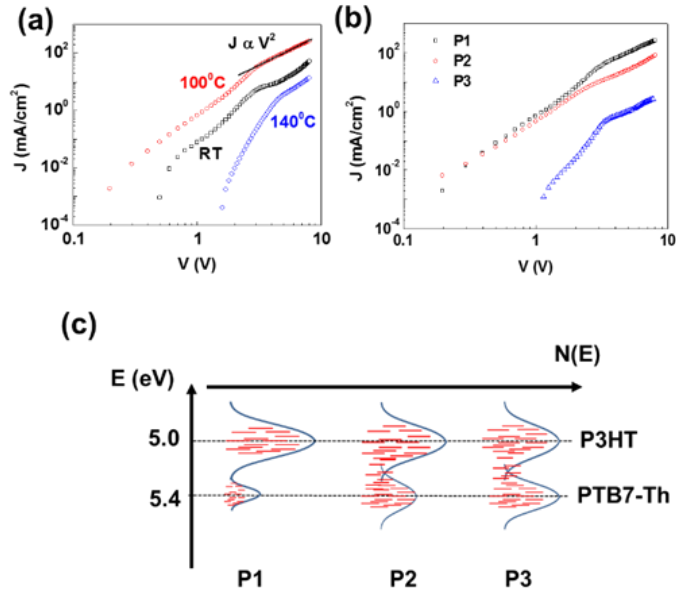 (a)
J α V²
100⁰C
RT
140⁰C
J (mA/cm²)
10²
10⁰
10⁻²
10⁻⁴
0.1
1
10
V (V)
(b)
P1
P2
P3
J (mA/cm²)
10²
10⁰
10⁻²
10⁻⁴
0.1
1
10
V (V)
(c)
N(E)
E (eV)
5.0
P3HT
5.4
PTB7-Th
P1
P2
P3